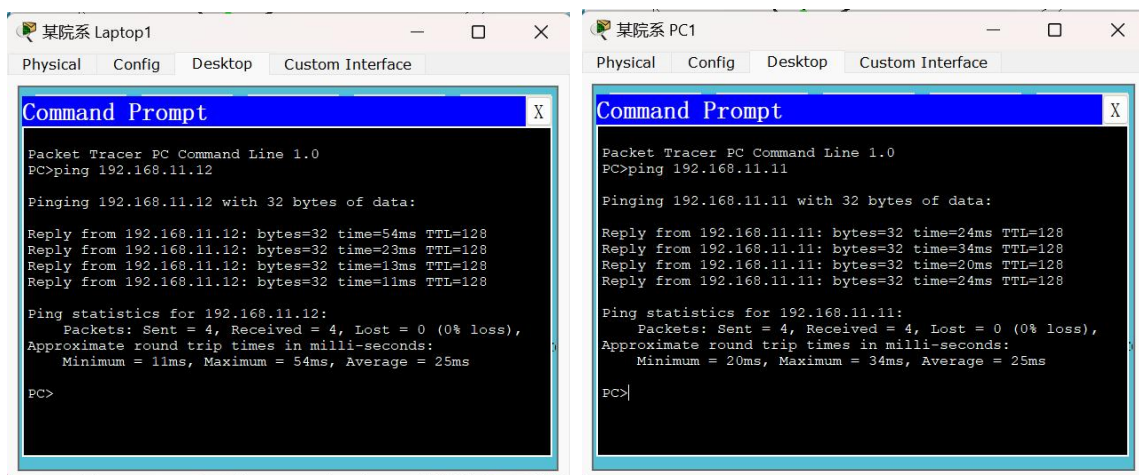 某院系 Laptop1
Physical Config Desktop Custom Interface
Command Prompt X
Packet Tracer PC Command Line 1.0
PC>ping 192.168.11.12
Pinging 192.168.11.12 with 32 bytes of data:
Reply from 192.168.11.12: bytes=32 time=54ms TTL=128
Reply from 192.168.11.12: bytes=32 time=23ms TTL=128
Reply from 192.168.11.12: bytes=32 time=13ms TTL=128
Reply from 192.168.11.12: bytes=32 time=11ms TTL=128
Ping statistics for 192.168.11.12:
Packets: Sent = 4, Received = 4, Lost = 0 (0% loss),
Approximate round trip times in milli-seconds:
Minimum = 11ms, Maximum = 54ms, Average = 25ms
PC>
某院系 PC1
Physical Config Desktop Custom Interface
Command Prompt X
Packet Tracer PC Command Line 1.0
PC>ping 192.168.11.11
Pinging 192.168.11.11 with 32 bytes of data:
Reply from 192.168.11.11: bytes=32 time=24ms TTL=128
Reply from 192.168.11.11: bytes=32 time=34ms TTL=128
Reply from 192.168.11.11: bytes=32 time=20ms TTL=128
Reply from 192.168.11.11: bytes=32 time=24ms TTL=128
Ping statistics for 192.168.11.11:
Packets: Sent = 4, Received = 4, Lost = 0 (0% loss),
Approximate round trip times in milli-seconds:
Minimum = 20ms, Maximum = 34ms, Average = 25ms
PC>